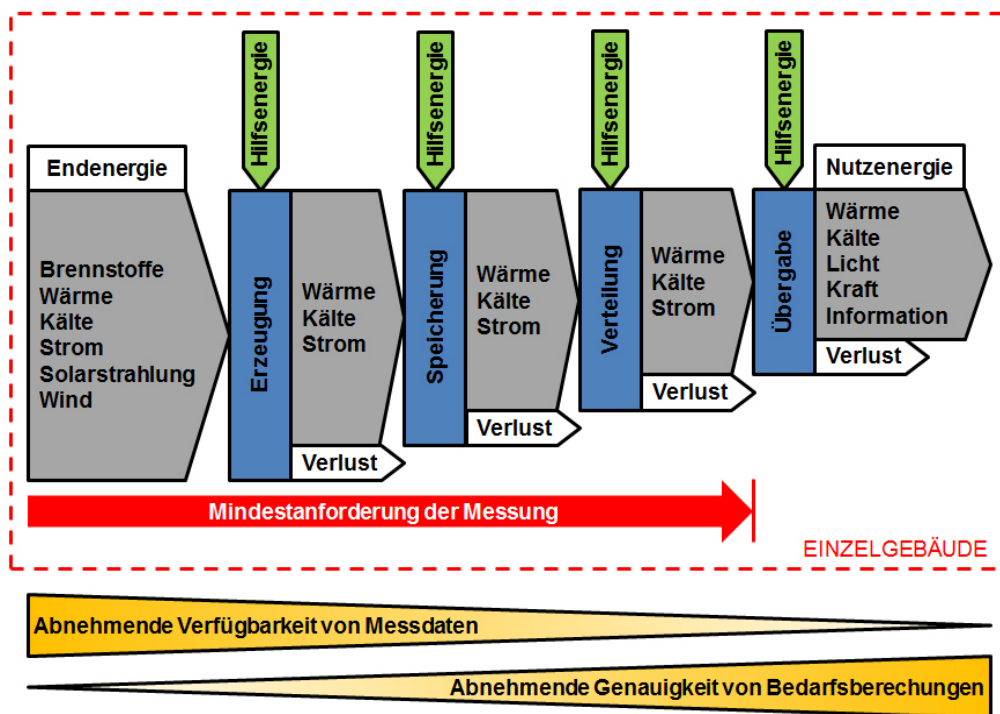 Hilfsenergie
Hilfsenergie
Hilfsenergie
Hilfsenergie
Endenergie
Brennstoffe
Wärme
Kälte
Strom
Solarstrahlung
Wind
Erzeugung
Wärme
Kälte
Strom
Verlust
Speicherung
Wärme
Kälte
Strom
Verlust
Verteilung
Wärme
Kälte
Strom
Verlust
Übergabe
Nutzenergie
Wärme
Kälte
Licht
Kraft
Information
Verlust
Mindestanforderung der Messung
EINZELGEBÄUDE
Abnehmende Verfügbarkeit von Messdaten
Abnehmende Genauigkeit von Bedarfsberechungen